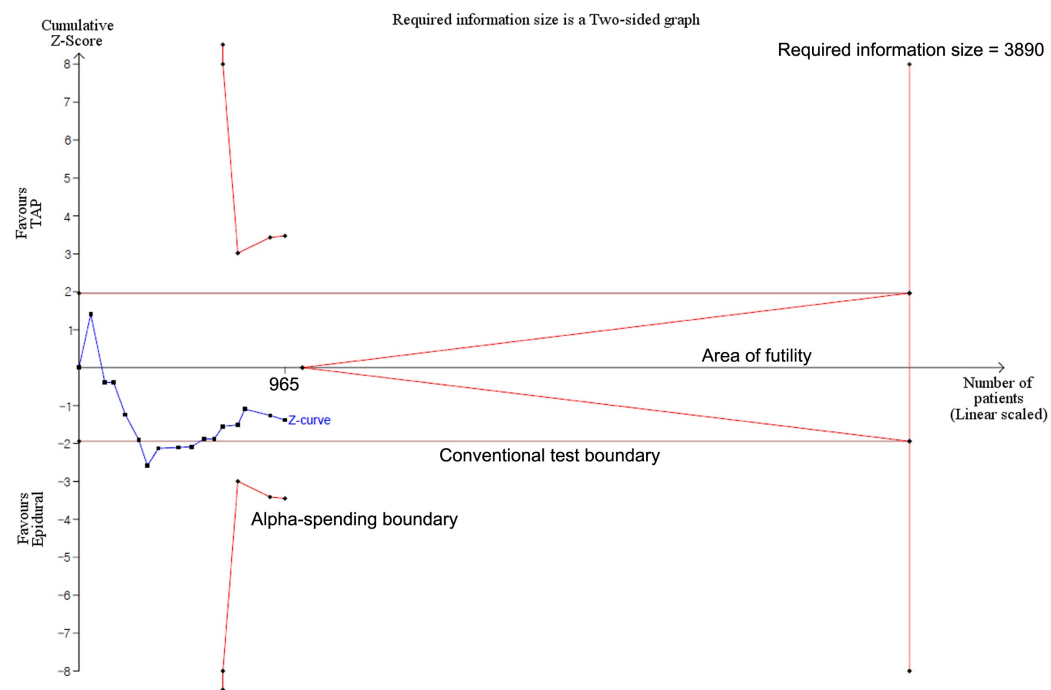 Required information size is a Two-sided graph
Cumulative
Z-Score
Required information size = 3890
8
7
6
5
4
3
2
1
-1
-2
-3
-4
-5
-6
-7
-8
Favours
TAP
Favours
Epidural
Area of futility
965
Number of
patients
(Linear scaled)
Z-curve
Conventional test boundary
Alpha-spending boundary